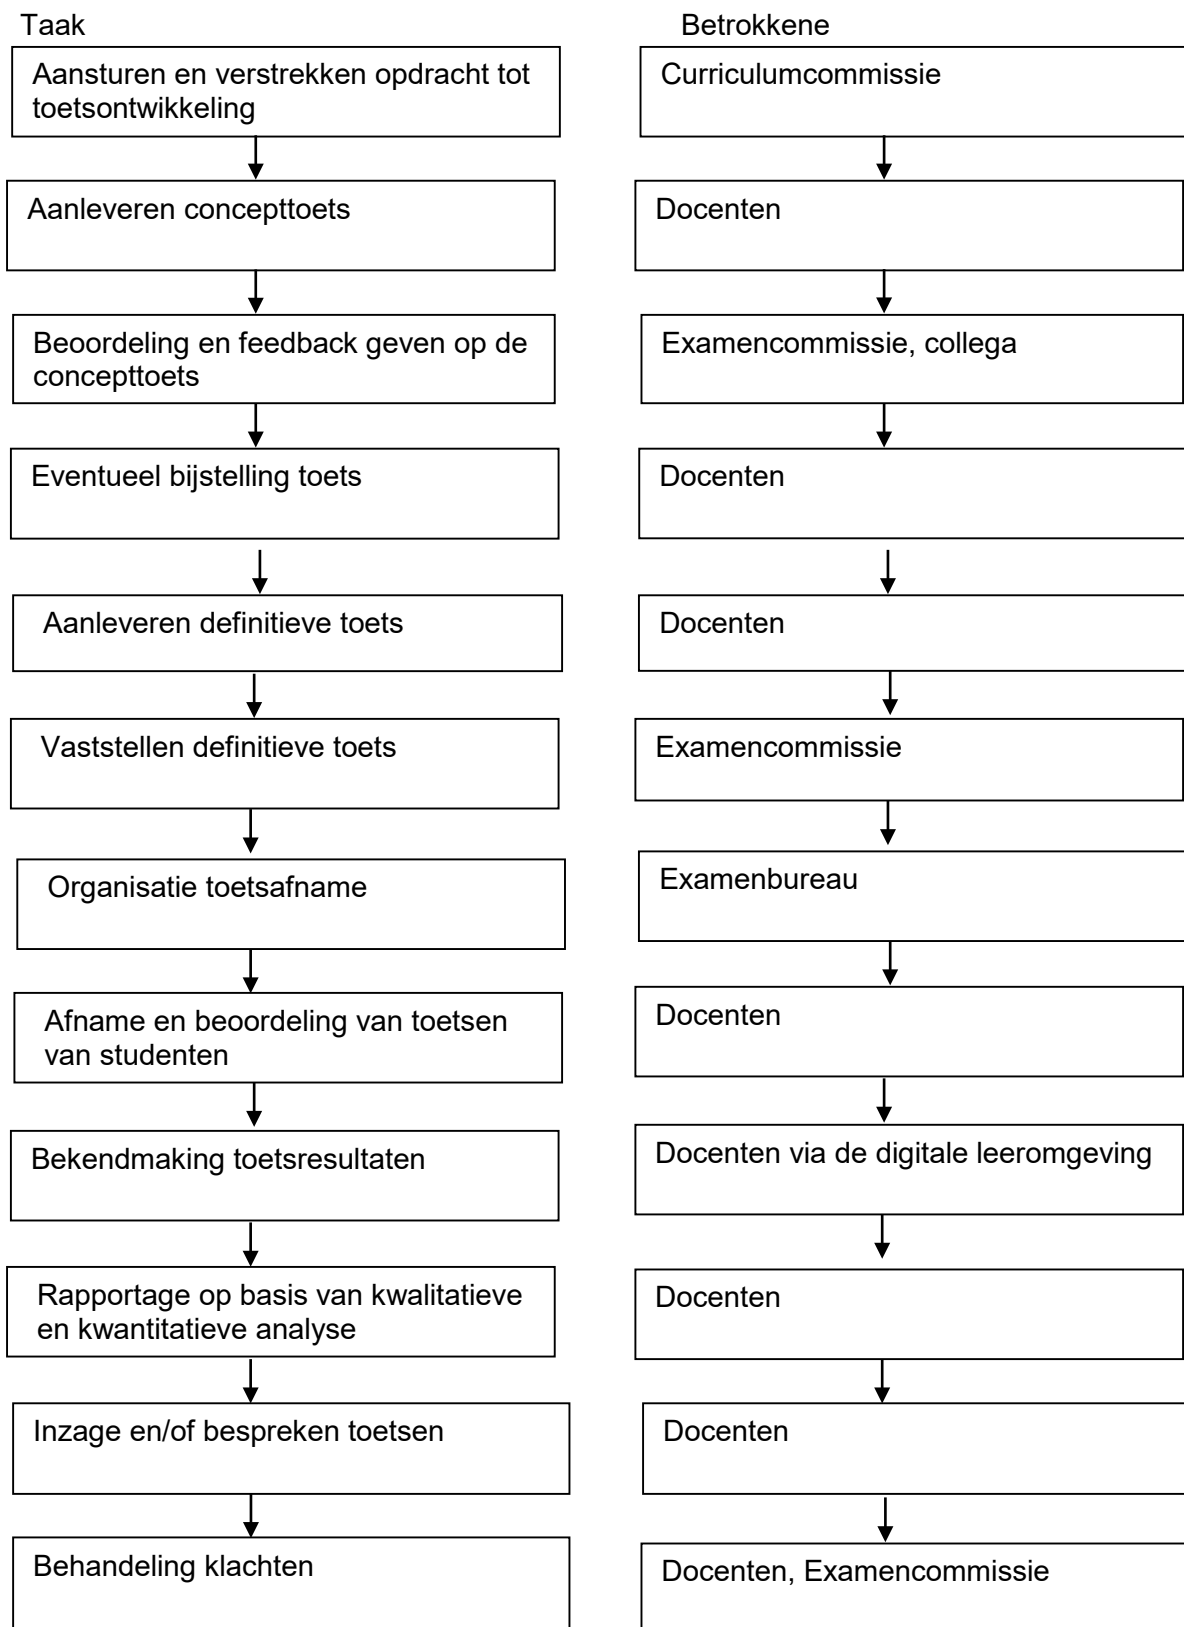 Taak
Betrokkene
Aansturen en verstrekken opdracht tot
toetsontwikkeling
Curriculumcommissie
Aanleveren concepttoets
Docenten
Beoordeling en feedback geven op de
concepttoets
Examencommissie, collega
Eventueel bijstelling toets
Docenten
Aanleveren definitieve toets
Docenten
Vaststellen definitieve toets
Examencommissie
Organisatie toetsafname
Examenbureau
Afname en beoordeling van toetsen
van studenten
Docenten
Bekendmaking toetsresultaten
Docenten via de digitale leeromgeving
Rapportage op basis van kwalitatieve
en kwantitatieve analyse
Docenten
Inzage en/of bespreken toetsen
Docenten
Behandeling klachten
Docenten, Examencommissie